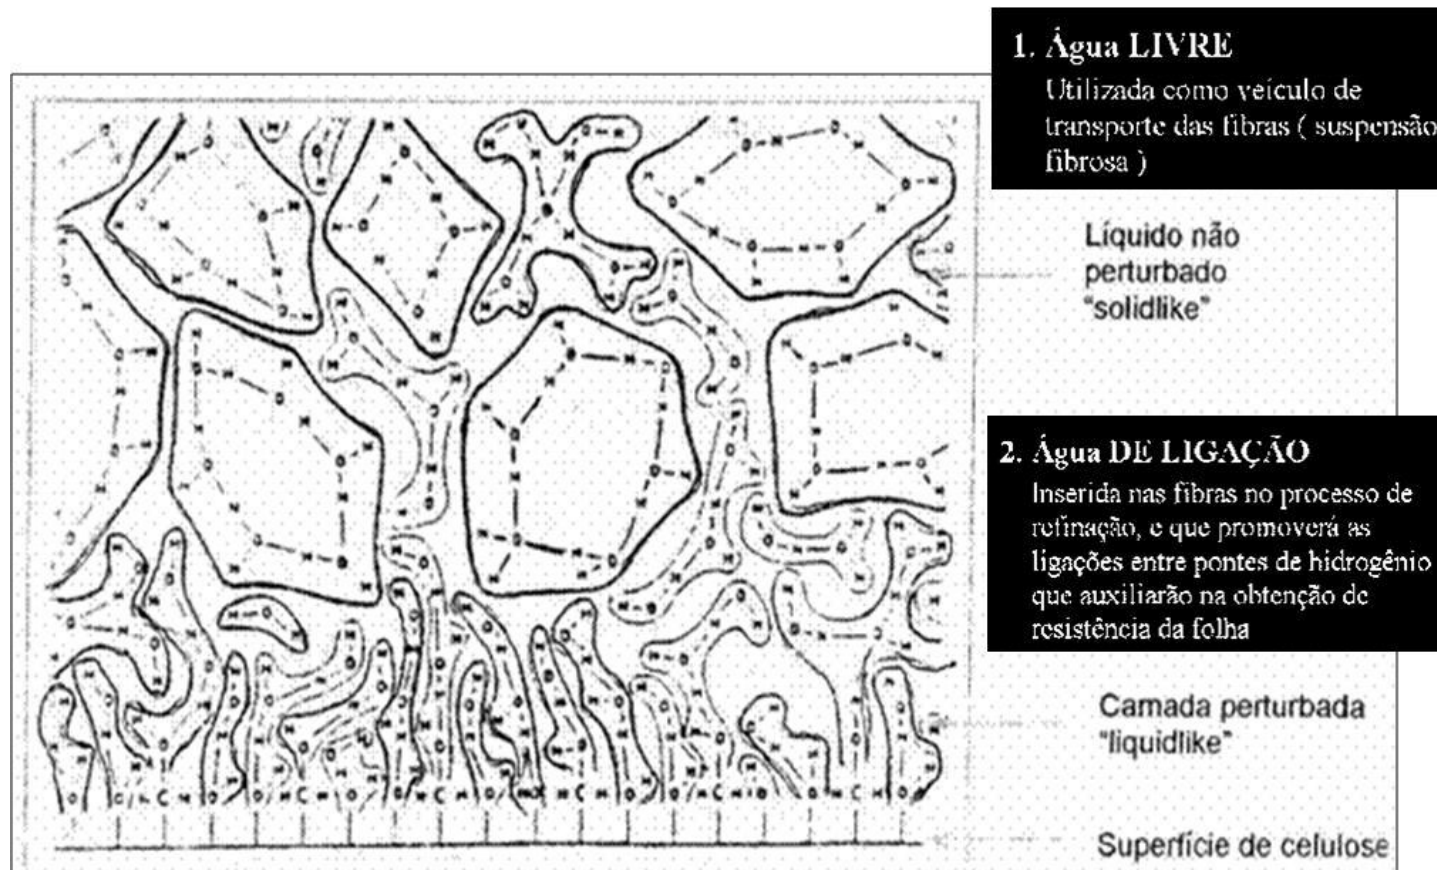 1. Água LIVRE
Utilizada como veículo de
transporte das fibras ( suspensão
fibrosa )
Líquido não
perturbado
"solidlike"
2. Água DE LIGAÇÃO
Inserida nas fibras no processo de
refinação, e que promoverá as
ligações entre pontes de hidrogênio
que auxiliarão na obtenção de
resistência da folha
Camada perturbada
"liquidlike"
Superfície de celulose